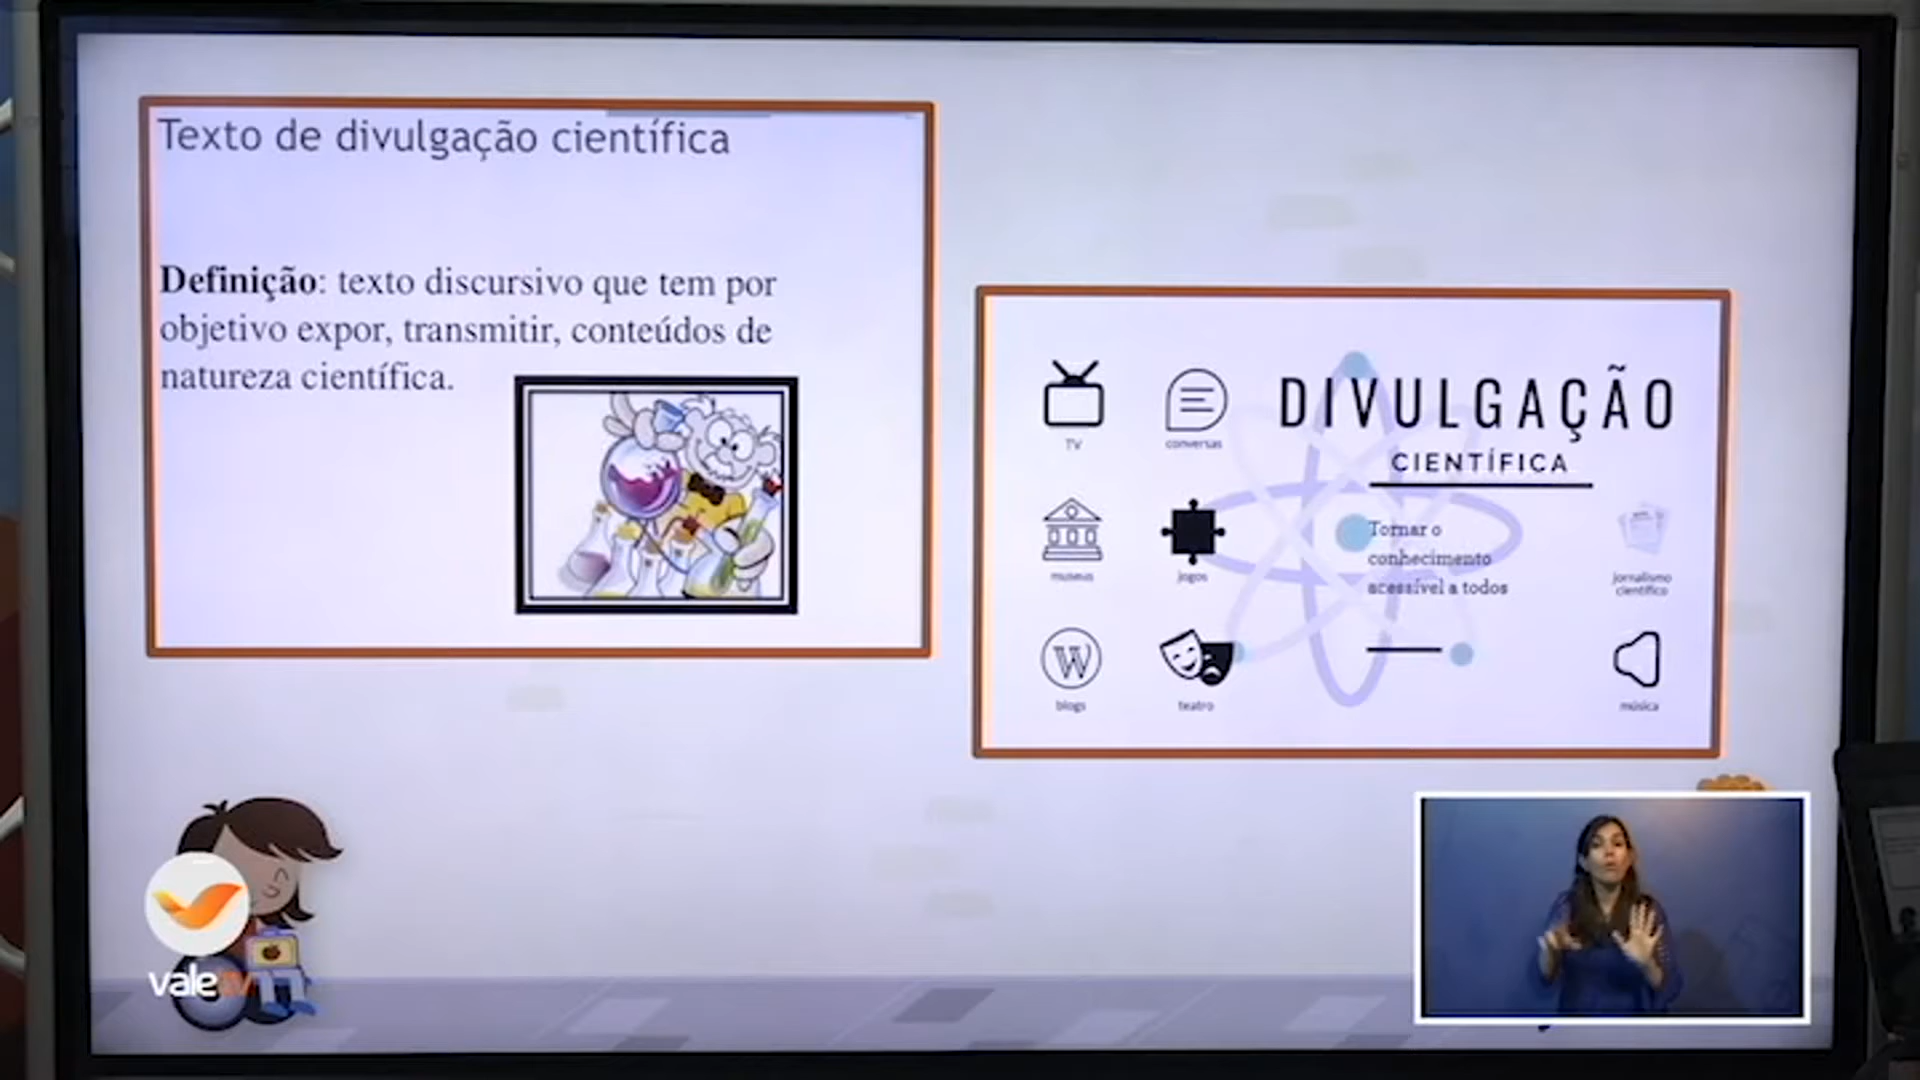 Texto de divulgação científica
Definição: texto discursivo que tem por
objetivo expor, transmitir, conteúdos de
natureza científica.
DIVULGAÇÃO
CIENTÍFICA
Tornar o
conhecimento
acessível a todos
TV
conversas
museus
jogos
jornalismo
científico
W
blogs
teatro
música
valetv